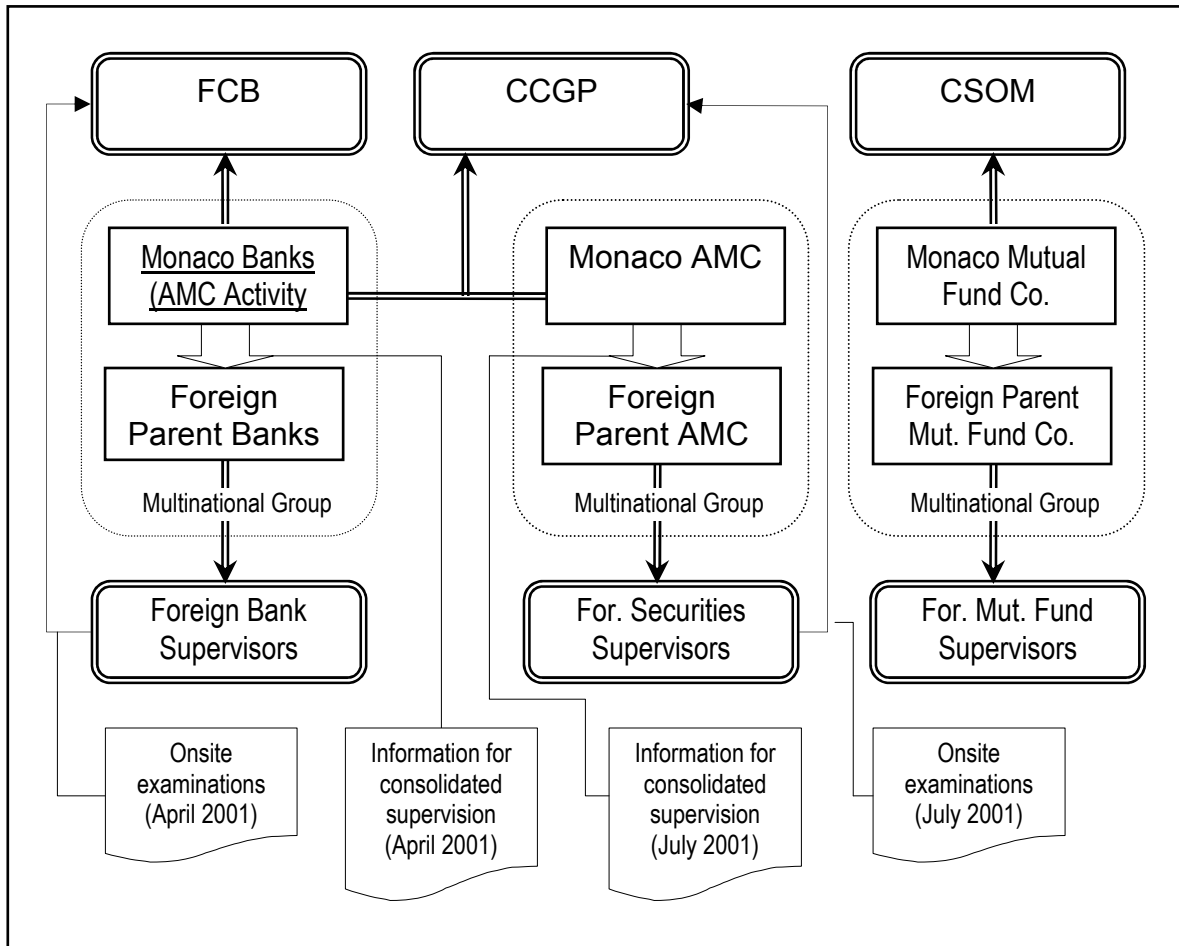 FCB
CCGP
CSOM
Monaco Banks
(AMC Activity
Monaco AMC
Monaco Mutual
Fund Co.
Foreign
Parent Banks
Foreign
Parent AMC
Foreign Parent
Mut. Fund Co.
Multinational Group
Multinational Group
Multinational Group
Foreign Bank
Supervisors
For. Securities
Supervisors
For. Mut. Fund
Supervisors
Onsite
examinations
(April 2001)
Information for
consolidated
supervision
(April 2001)
Information for
consolidated
supervision
(July 2001)
Onsite
examinations
(July 2001)